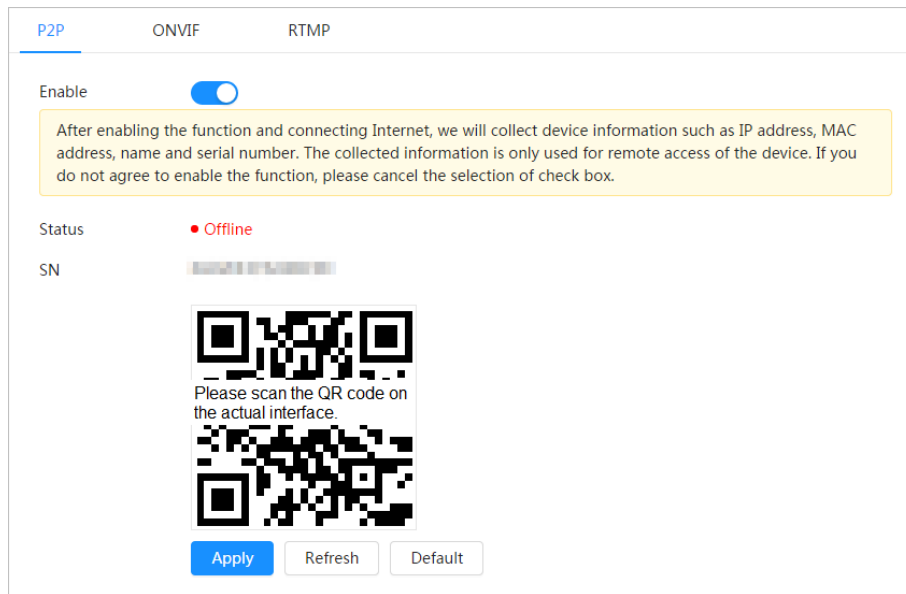 P2P ONVIF RTMP
Enable
After enabling the function and connecting Internet, we will collect device information such as IP address, MAC
address, name and serial number. The collected information is only used for remote access of the device. If you
do not agree to enable the function, please cancel the selection of check box.
Status Offline
SN
Please scan the QR code on
the actual interface.
Apply Refresh Default